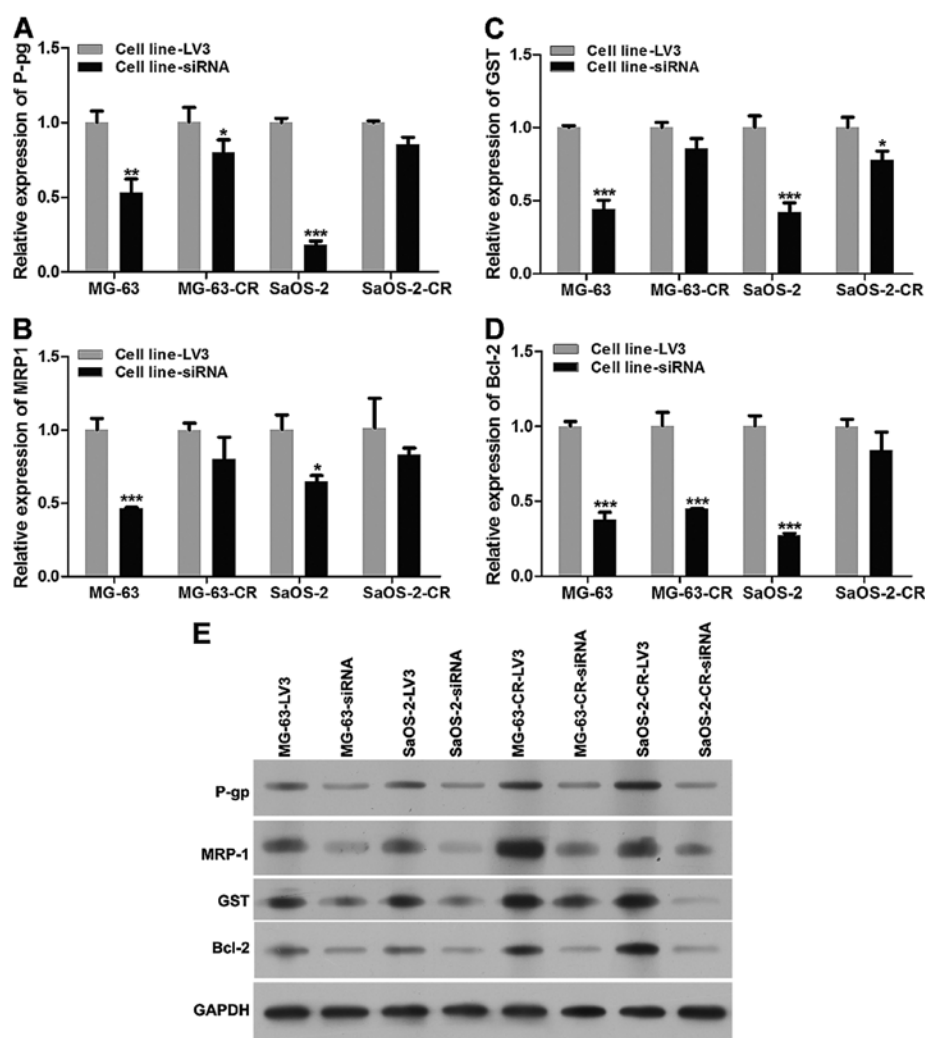 A
Relative expression of P-pg
1.5
1.0
0.5
0.0
Cell line-LV3
Cell line-siRNA
**
*
***
MG-63
MG-63-CR
SaOS-2
SaOS-2-CR
C
Relative expression of GST
1.5
1.0
0.5
0.0
Cell line-LV3
Cell line-siRNA
***
***
*
MG-63
MG-63-CR
SaOS-2
SaOS-2-CR
B
Relative expression of MRP1
1.5
1.0
0.5
0.0
Cell line-LV3
Cell line-siRNA
***
*
MG-63
MG-63-CR
SaOS-2
SaOS-2-CR
D
Relative expression of Bcl-2
1.5
1.0
0.5
0.0
Cell line-LV3
Cell line-siRNA
***
***
***
MG-63
MG-63-CR
SaOS-2
SaOS-2-CR
E
MG-63-LV3
MG-63-siRNA
SaOS-2-LV3
SaOS-2-siRNA
MG-63-CR-LV3
MG-63-CR-siRNA
SaOS-2-CR-LV3
SaOS-2-CR-siRNA
P-gp
MRP-1
GST
Bcl-2
GAPDH